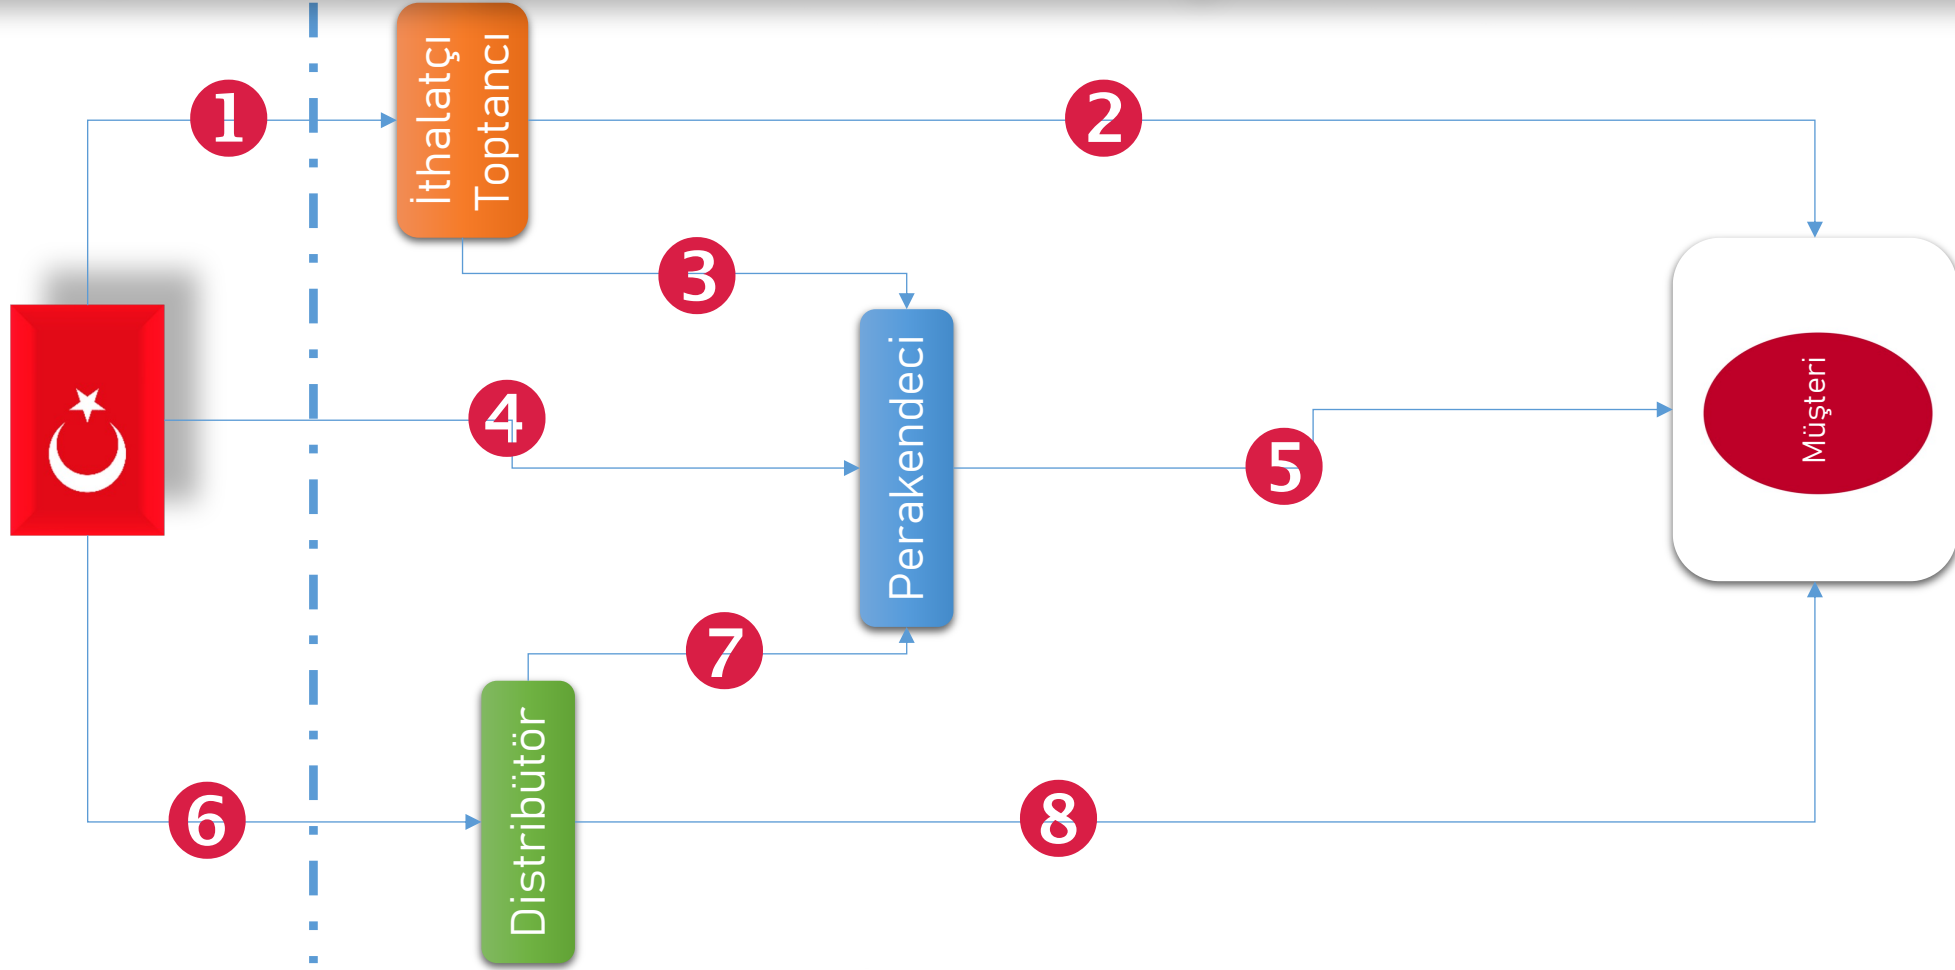 1
İthalatçı
Toptancı
2
3
4
Perakendeci
5
Müşteri
6
7
Distribütör
8